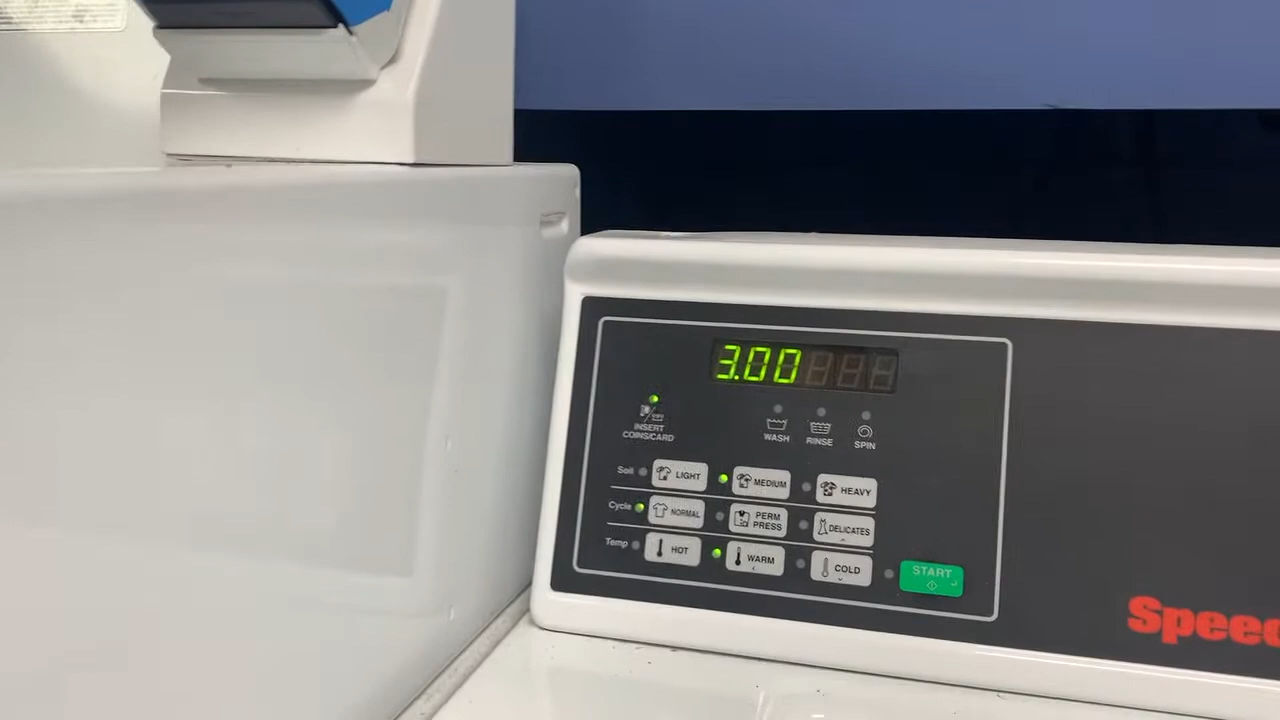 3.00
INSERT
COINS/CARD
WASH
RINSE
SPIN
Soil
LIGHT
MEDIUM
HEAVY
Cycle
NORMAL
PERM
PRESS
DELICATES
Temp
HOT
WARM
COLD
START
Speed